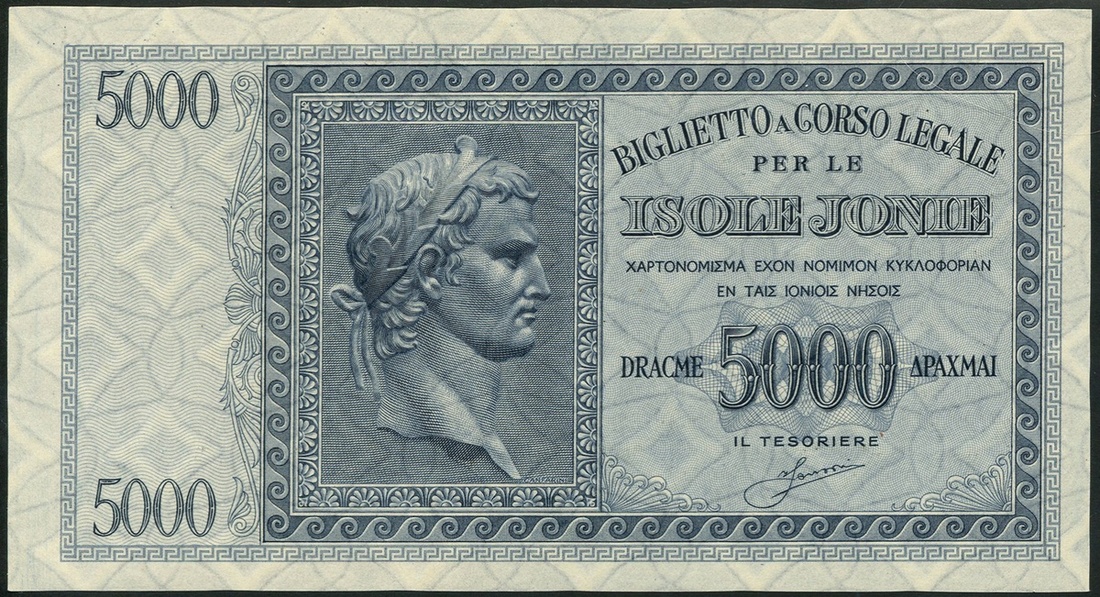 5000
5000
BIGLIETTO A CORSO LEGALE
PER LE
ISOLE JONIE
ΧΑΡΤΟΝΟΜΙΣΜΑ ΕΧΟΝ ΝΟΜΙΜΟΝ ΚΥΚΛΟΦΟΡΙΑΝ
ΕΝ ΤΑΙΣ ΙΟΝΙΟΙΣ ΝΗΣΟΙΣ
DRACME 5000 ΔΡΑΧΜΑΙ
IL TESORIERE